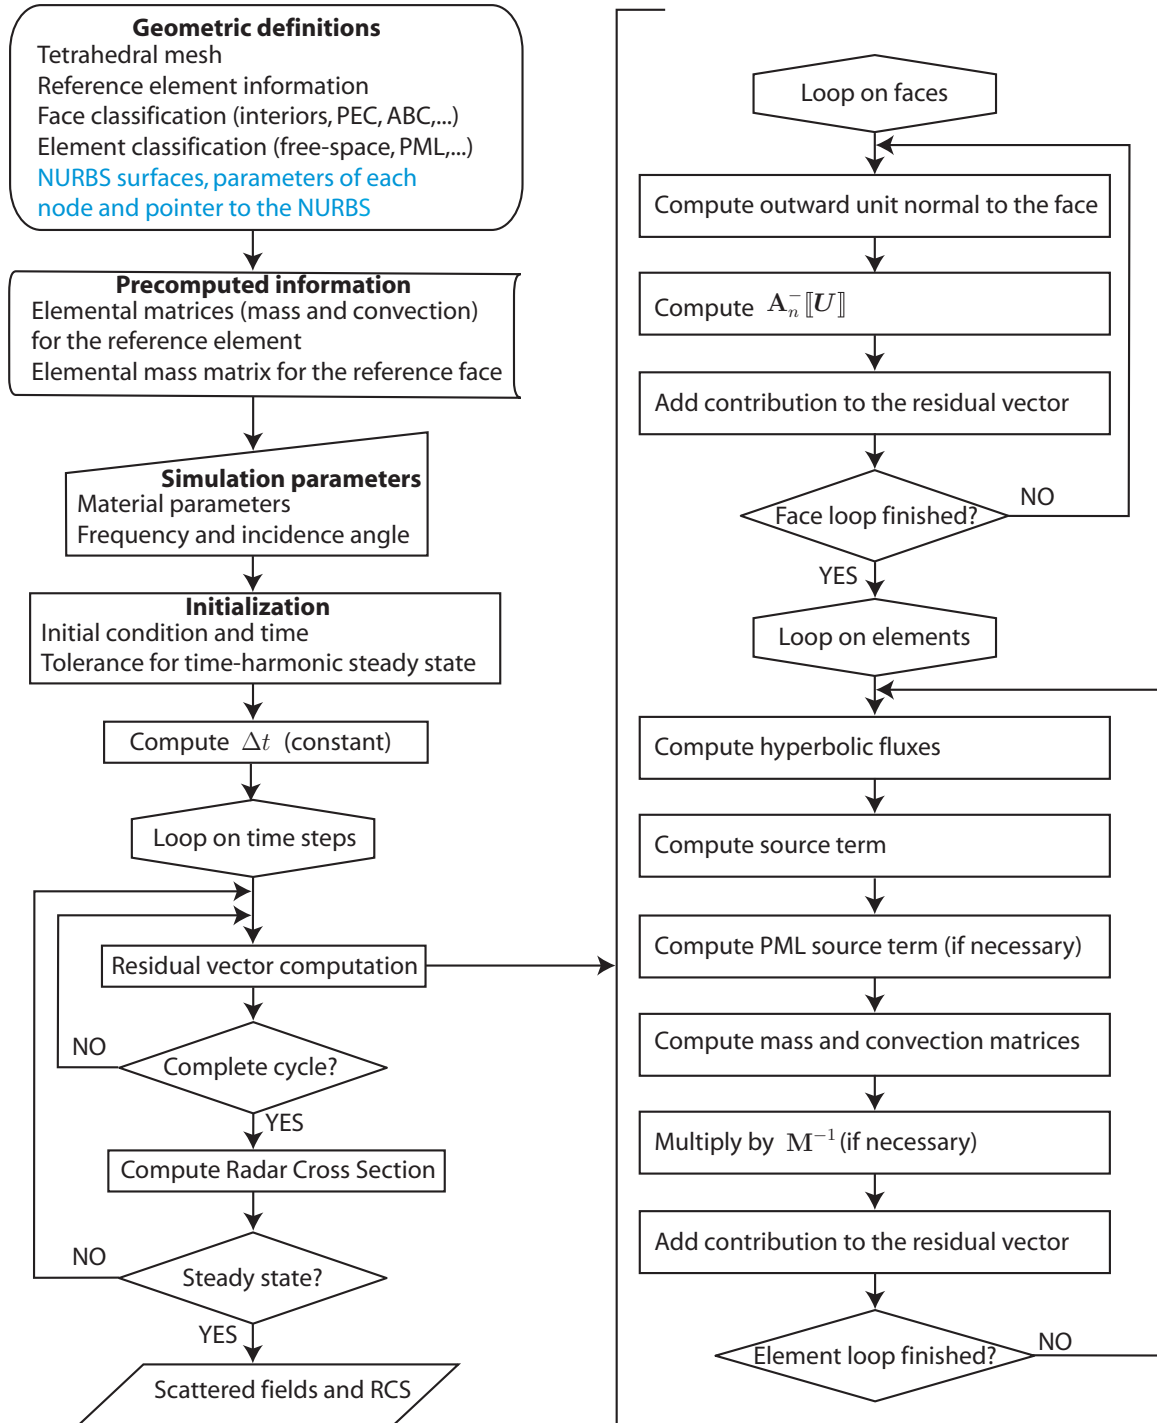 Geometric definitions
Tetrahedral mesh
Reference element information
Face classification (interiors, PEC, ABC,...)
Element classification (free-space, PML,...)
NURBS surfaces, parameters of each
node and pointer to the NURBS
Precomputed information
Elemental matrices (mass and convection)
for the reference element
Elemental mass matrix for the reference face
Simulation parameters
Material parameters
Frequency and incidence angle
Initialization
Initial condition and time
Tolerance for time-harmonic steady state
Compute Δt (constant)
Loop on time steps
Residual vector computation
NO
Complete cycle?
YES
Compute Radar Cross Section
NO
Steady state?
YES
Scattered fields and RCS
Loop on faces
Compute outward unit normal to the face
Compute A_n^-⟦U⟧
Add contribution to the residual vector
Face loop finished?
NO
YES
Loop on elements
Compute hyperbolic fluxes
Compute source term
Compute PML source term (if necessary)
Compute mass and convection matrices
Multiply by M^{-1} (if necessary)
Add contribution to the residual vector
Element loop finished?
NO